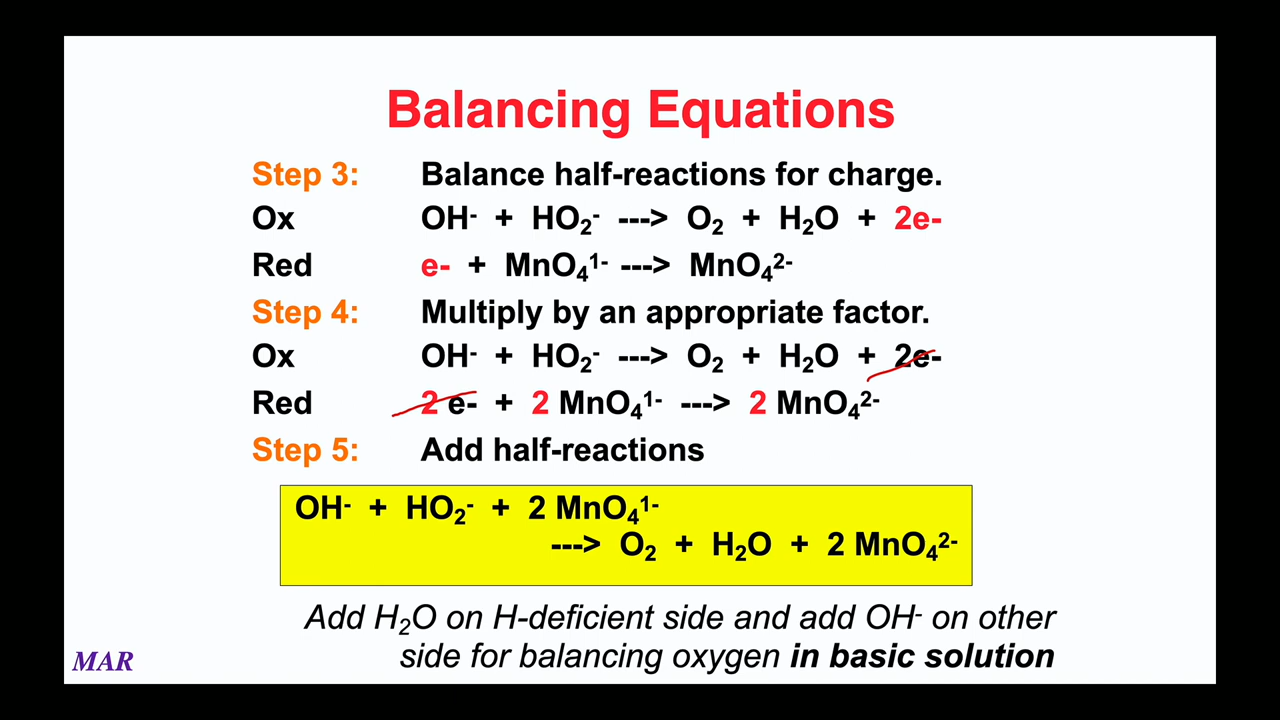 Balancing Equations
Step 3: Balance half-reactions for charge.
Ox OH⁻ + HO₂⁻ ---> O₂ + H₂O + 2e-
Red e- + MnO₄¹⁻ ---> MnO₄²⁻
Step 4: Multiply by an appropriate factor.
Ox OH⁻ + HO₂⁻ ---> O₂ + H₂O + 2e-
Red 2 e- + 2 MnO₄¹⁻ ---> 2 MnO₄²⁻
Step 5: Add half-reactions
OH⁻ + HO₂⁻ + 2 MnO₄¹⁻
---> O₂ + H₂O + 2 MnO₄²⁻
Add H₂O on H-deficient side and add OH⁻ on other
side for balancing oxygen in basic solution
MAR